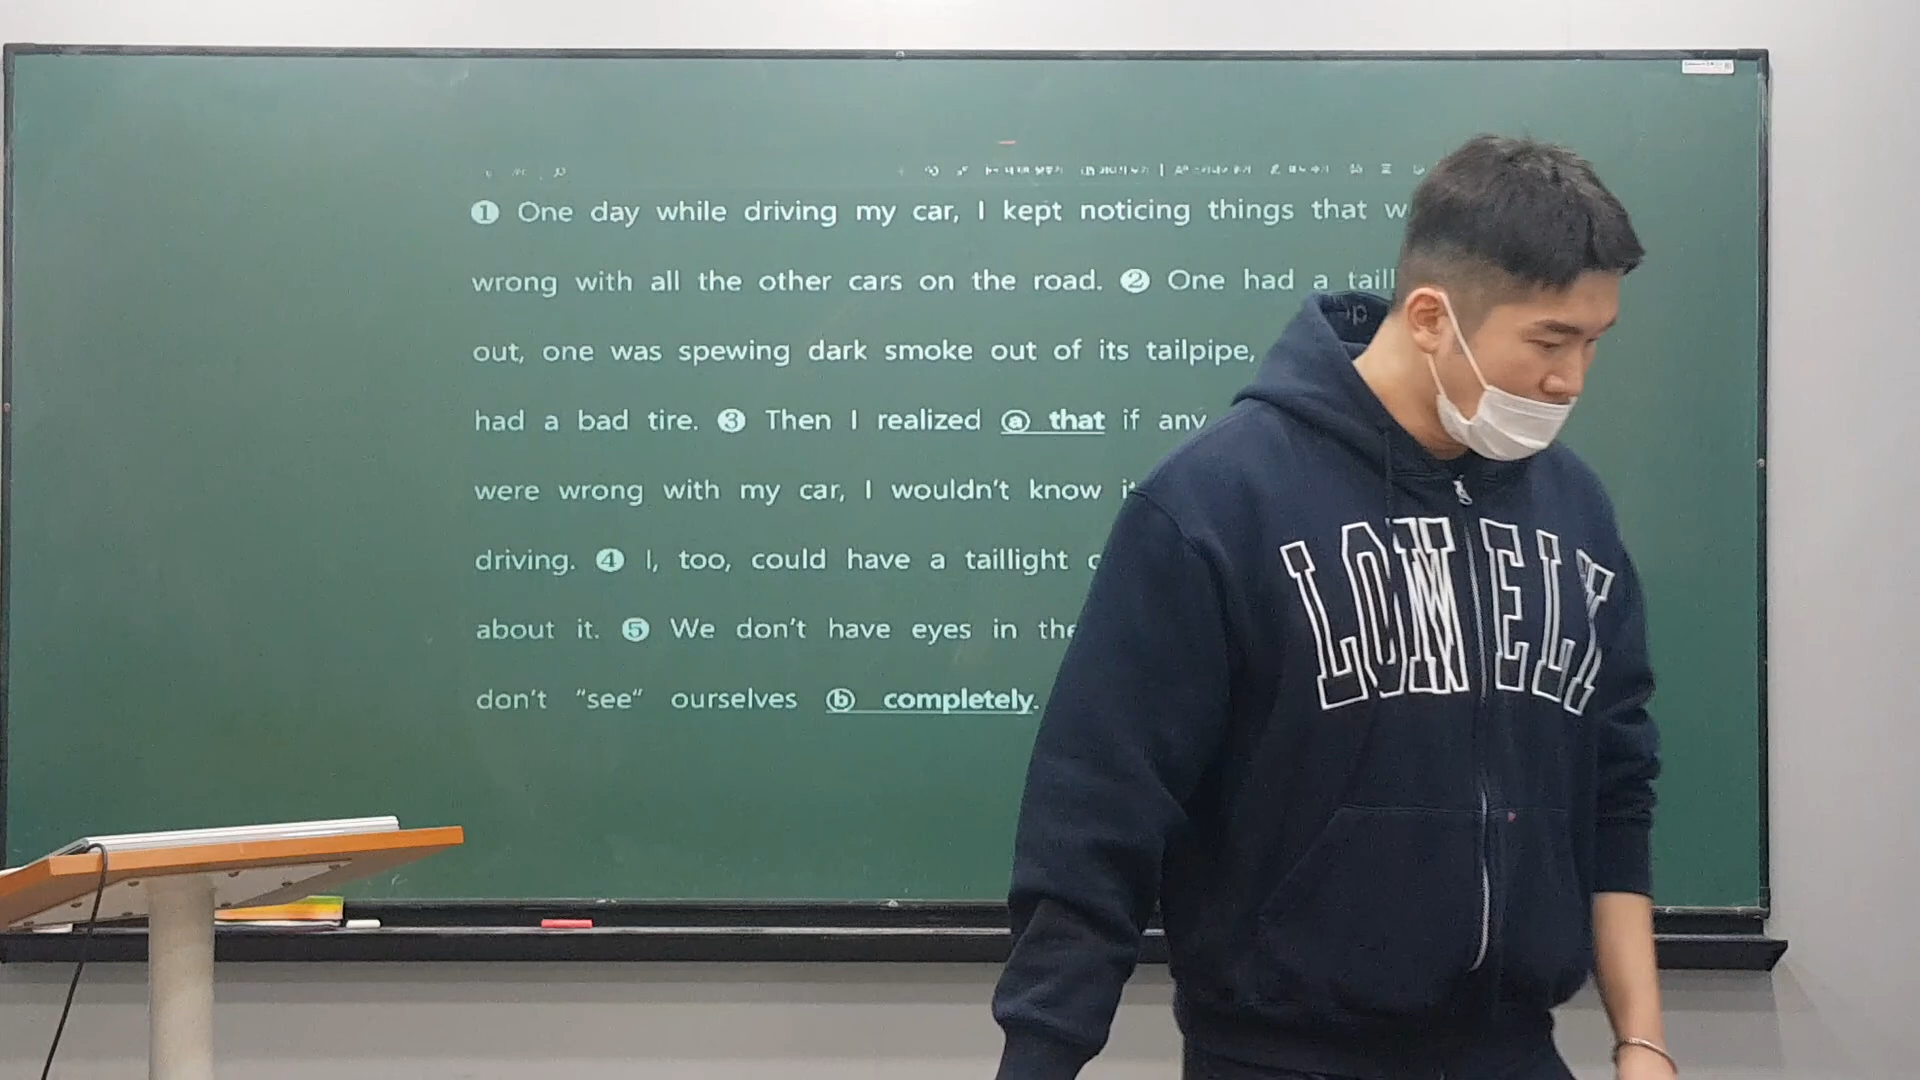 ❶ One day while driving my car, I kept noticing things that
wrong with all the other cars on the road. ❷ One had a
out, one was spewing dark smoke out of its tailpipe,
had a bad tire. ❸ Then I realized ⓐ that if
were wrong with my car, I wouldn't know
driving. ❹ I, too, could have a taillight
about it. ❺ We don't have eyes in the
don't "see" ourselves ⓑ completely.
LONELY